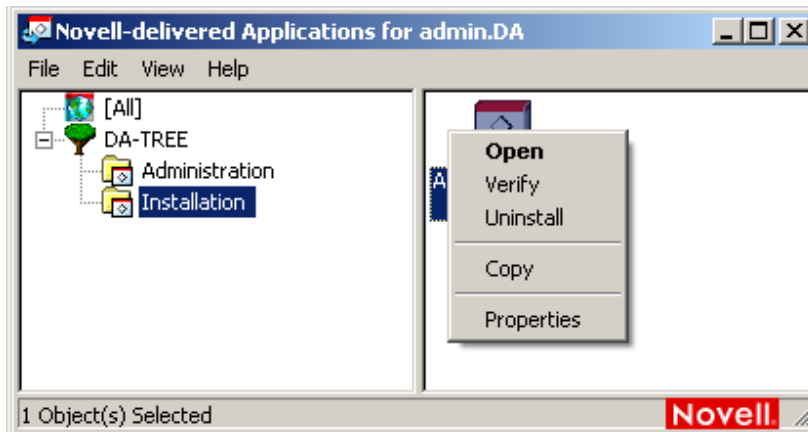 Novell-delivered Applications for admin.DA
File Edit View Help
[All]
DA-TREE
Administration
Installation
Open
Verify
Uninstall
Copy
Properties
1 Object(s) Selected
Novell.